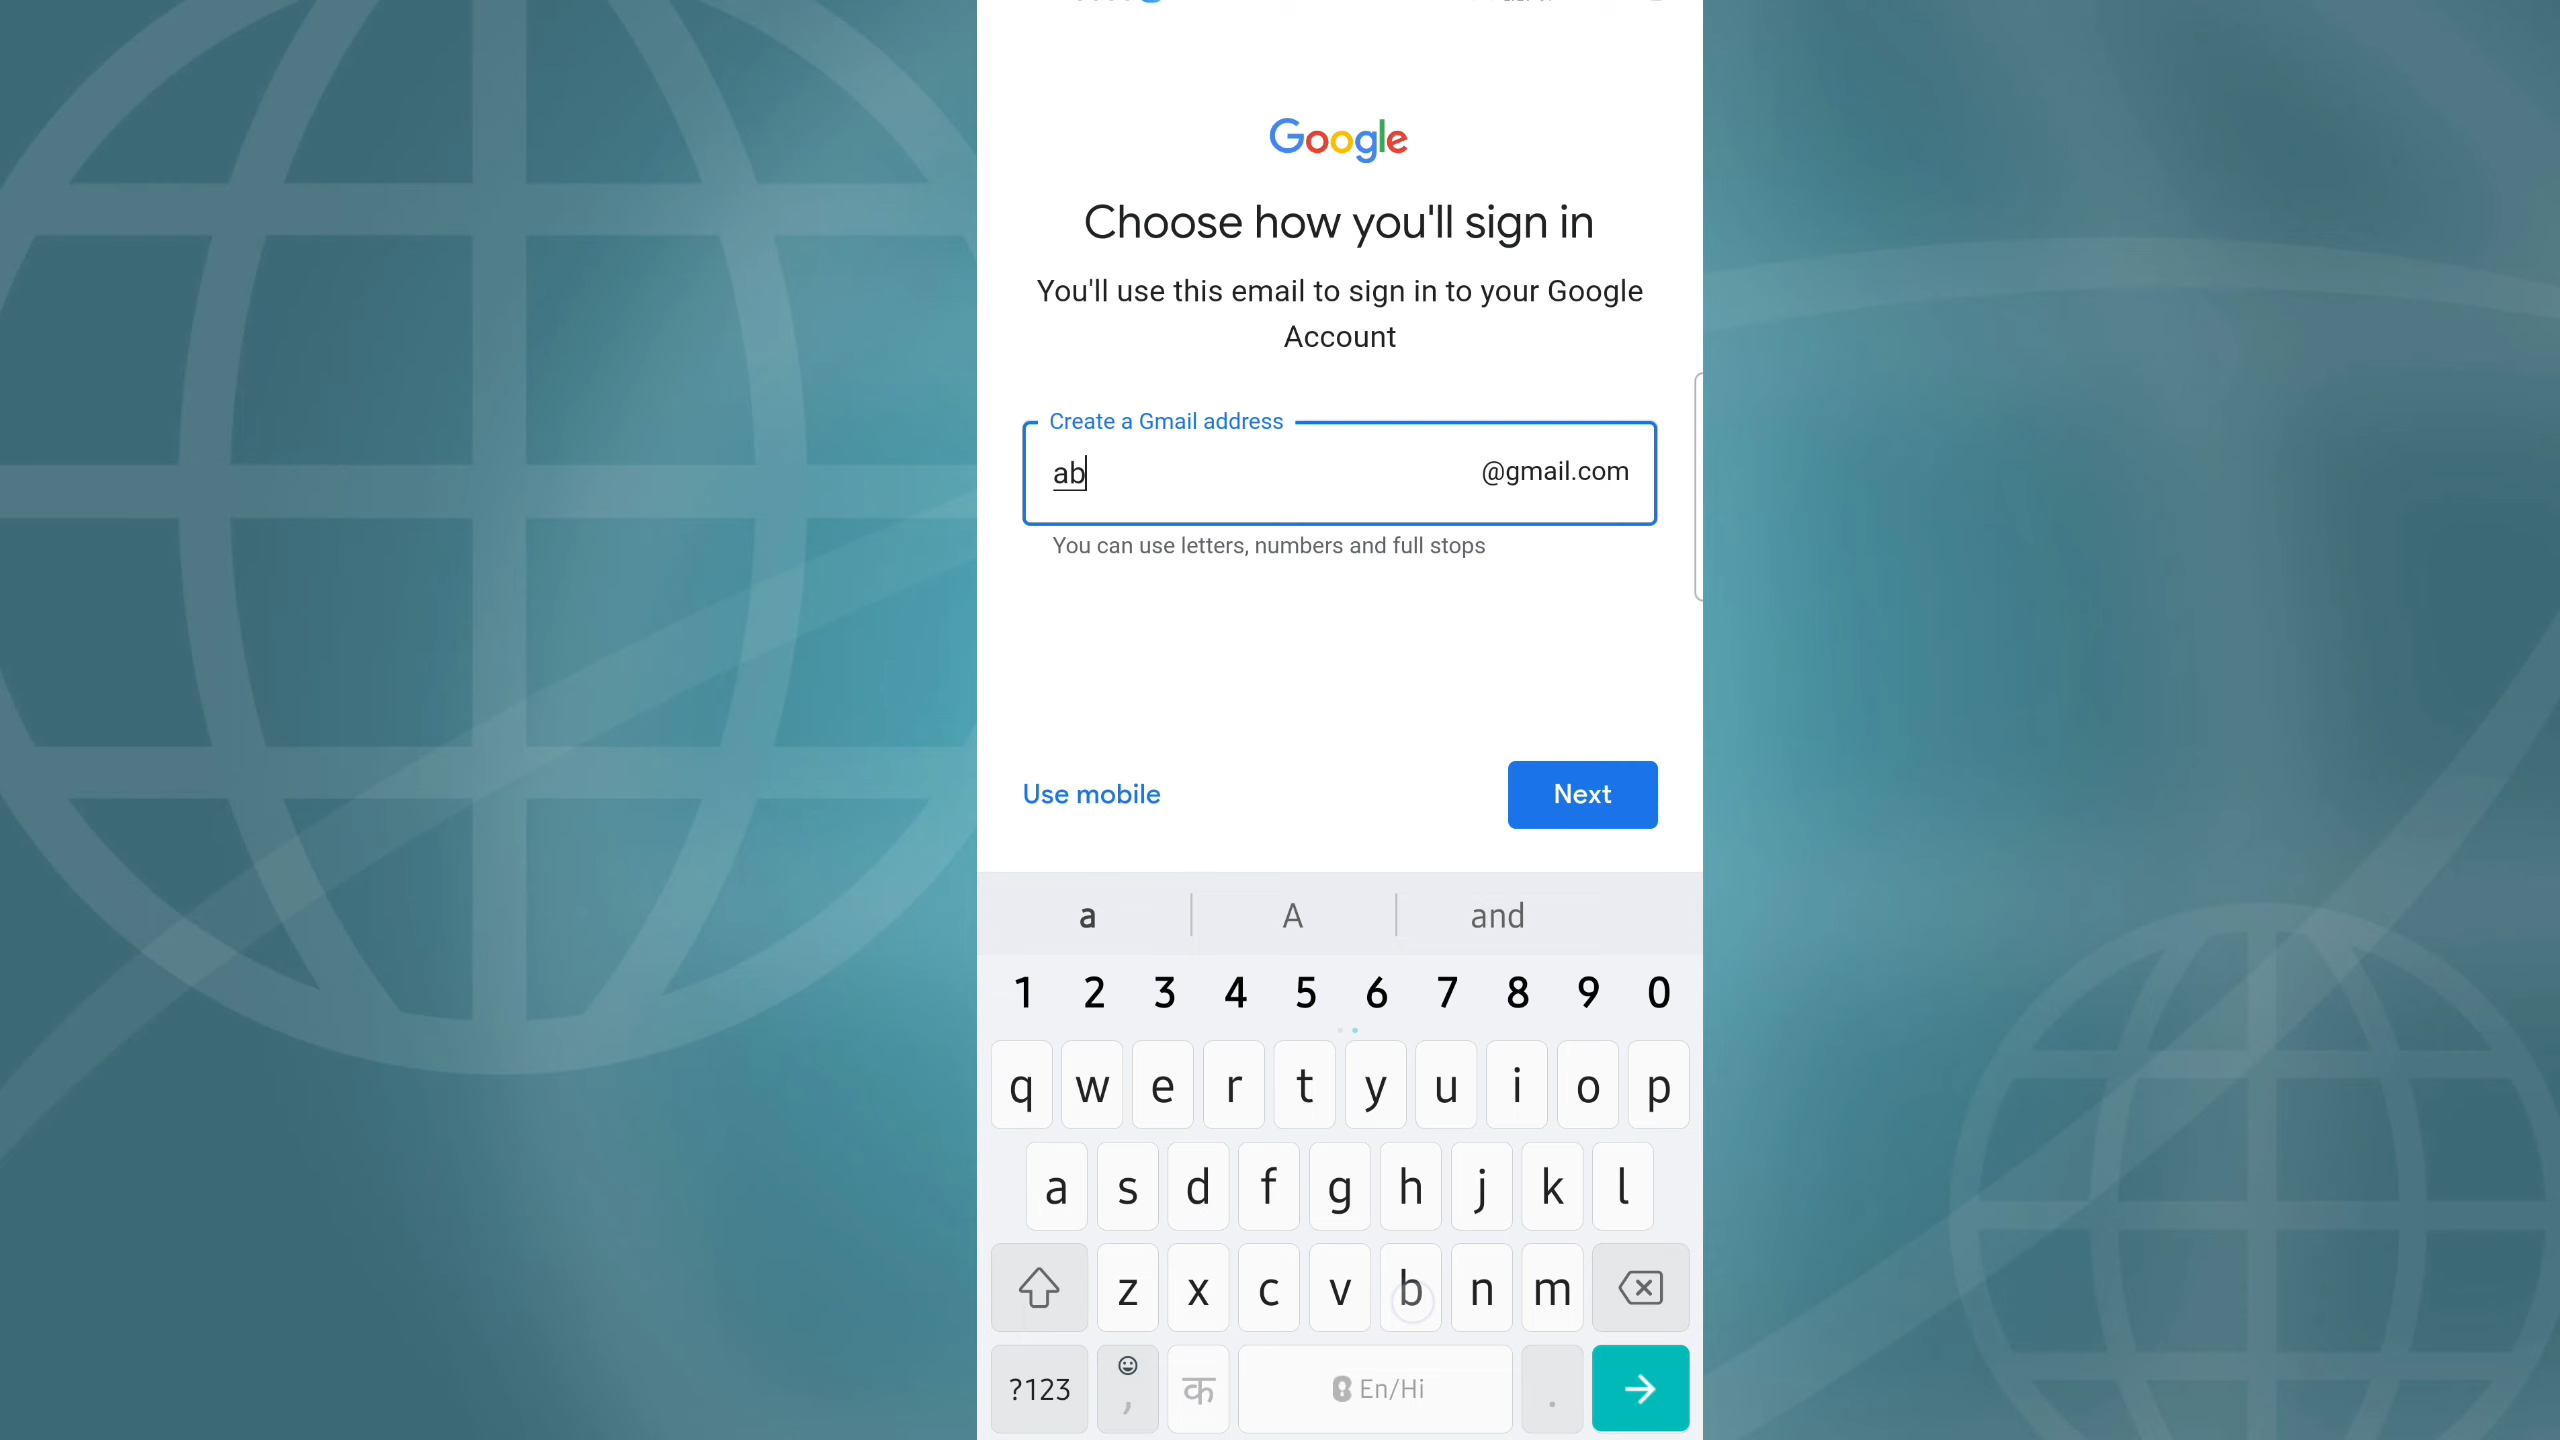 Google
Choose how you'll sign in
You'll use this email to sign in to your Google
Account
Create a Gmail address
ab
@gmail.com
You can use letters, numbers and full stops
Use mobile
Next
a A and
1 2 3 4 5 6 7 8 9 0
q w e r t y u i o p
a s d f g h j k l
z x c v b n m
?123 , क En/Hi .